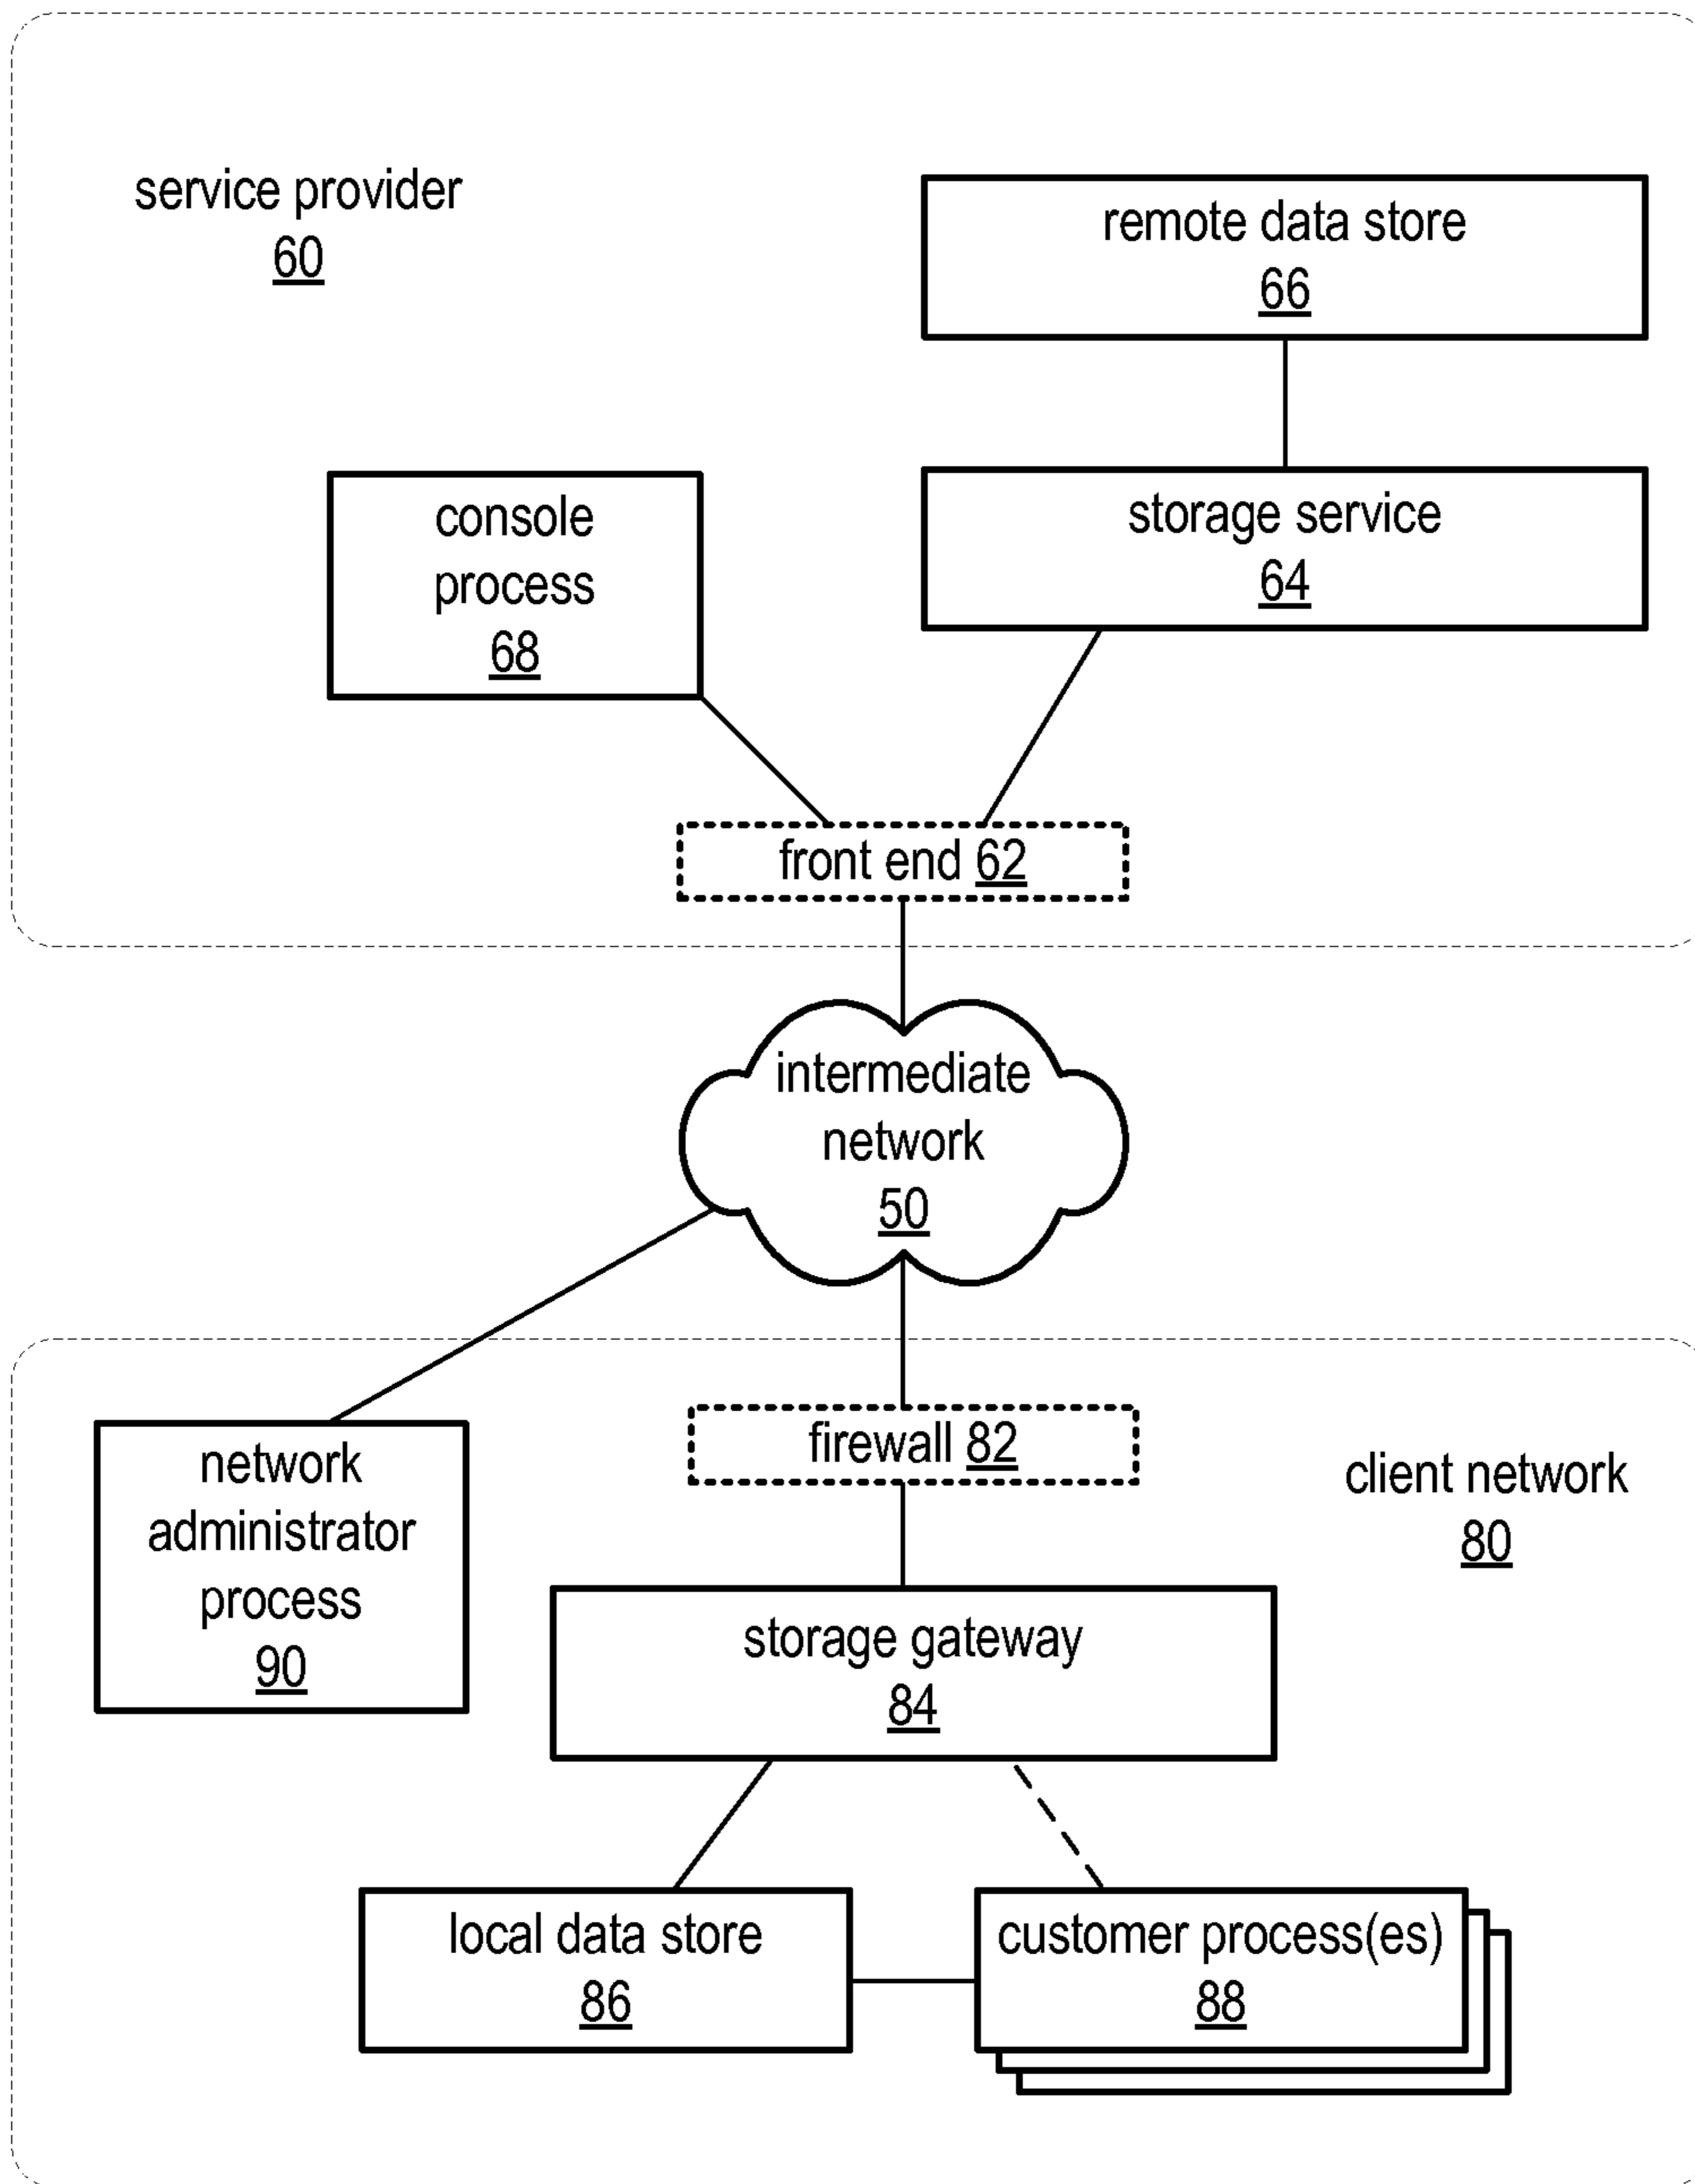 service provider
60
remote data store
66
console
process
68
storage service
64
front end 62
intermediate
network
50
network
administrator
process
90
firewall 82
client network
80
storage gateway
84
local data store
86
customer process(es)
88